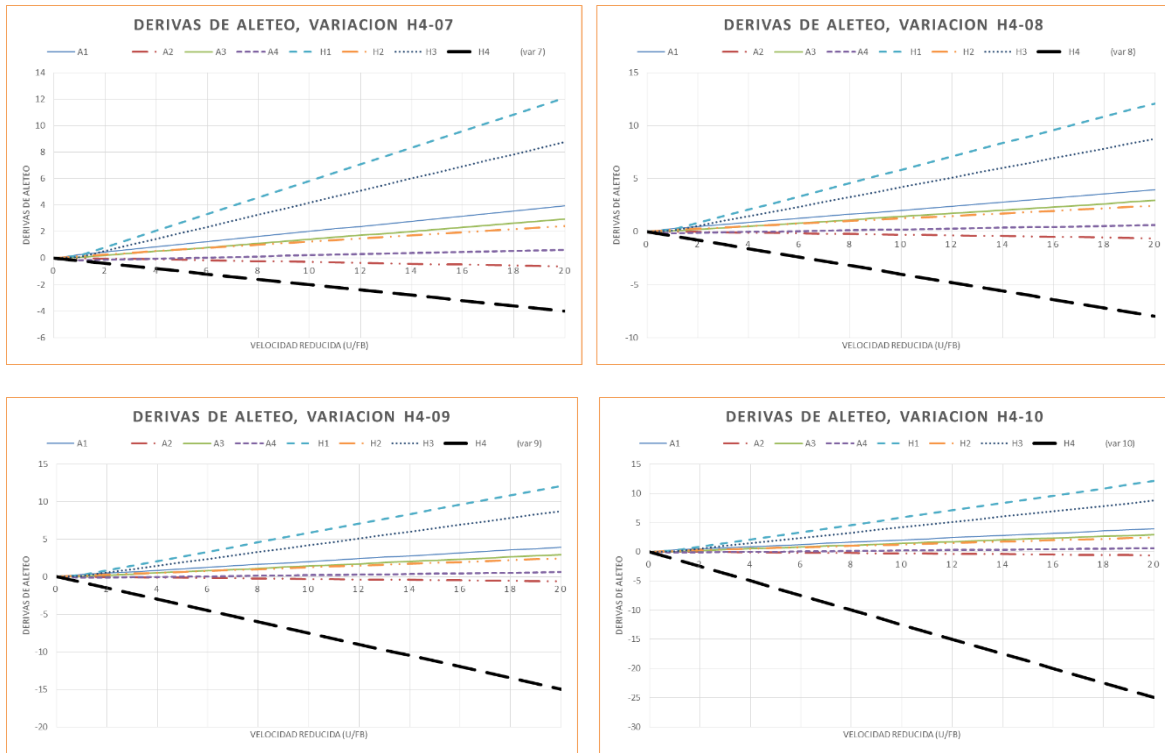 DERIVAS DE ALETEO, VARIACION H4-07
A1 A2 A3 A4 H1 H2 H3 H4 (var 7)
14
12
10
8
6
4
2
0
-2
-4
-6
0 2 4 6 8 10 12 14 16 18 20
DERIVAS DE ALETEO
VELOCIDAD REDUCIDA (U/FB)
DERIVAS DE ALETEO, VARIACION H4-08
A1 A2 A3 A4 H1 H2 H3 H4 (var 8)
15
10
5
0
-5
-10
0 2 4 6 8 10 12 14 16 18 20
DERIVAS DE ALETEO
VELOCIDAD REDUCIDA (U/FB)
DERIVAS DE ALETEO, VARIACION H4-09
A1 A2 A3 A4 H1 H2 H3 H4 (var 9)
15
10
5
0
-5
-10
-15
-20
0 2 4 6 8 10 12 14 16 18 20
DERIVAS DE ALETEO
VELOCIDAD REDUCIDA (U/FB)
DERIVAS DE ALETEO, VARIACION H4-10
A1 A2 A3 A4 H1 H2 H3 H4 (var 10)
15
10
5
0
-5
-10
-15
-20
-25
-30
0 2 4 6 8 10 12 14 16 18 20
DERIVAS DE ALETEO
VELOCIDAD REDUCIDA (U/FB)